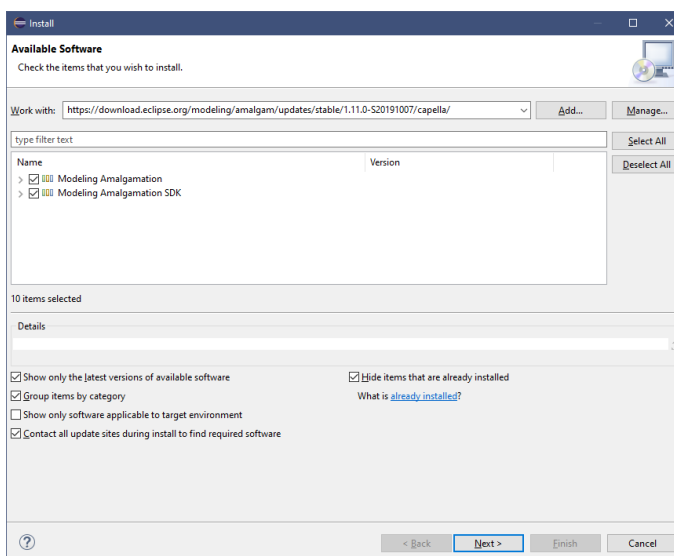 Install
Available Software
Check the items that you wish to install.
Work with: https://download.eclipse.org/modeling/amalgam/updates/stable/1.11.0-S20191007/capella/ Add... Manage...
type filter text Select All
Name Version Deselect All
Modeling Amalgamation
Modeling Amalgamation SDK
10 items selected
Details
Show only the latest versions of available software Hide items that are already installed
Group items by category What is already installed?
Show only software applicable to target environment
Contact all update sites during install to find required software
< Back Next > Finish Cancel